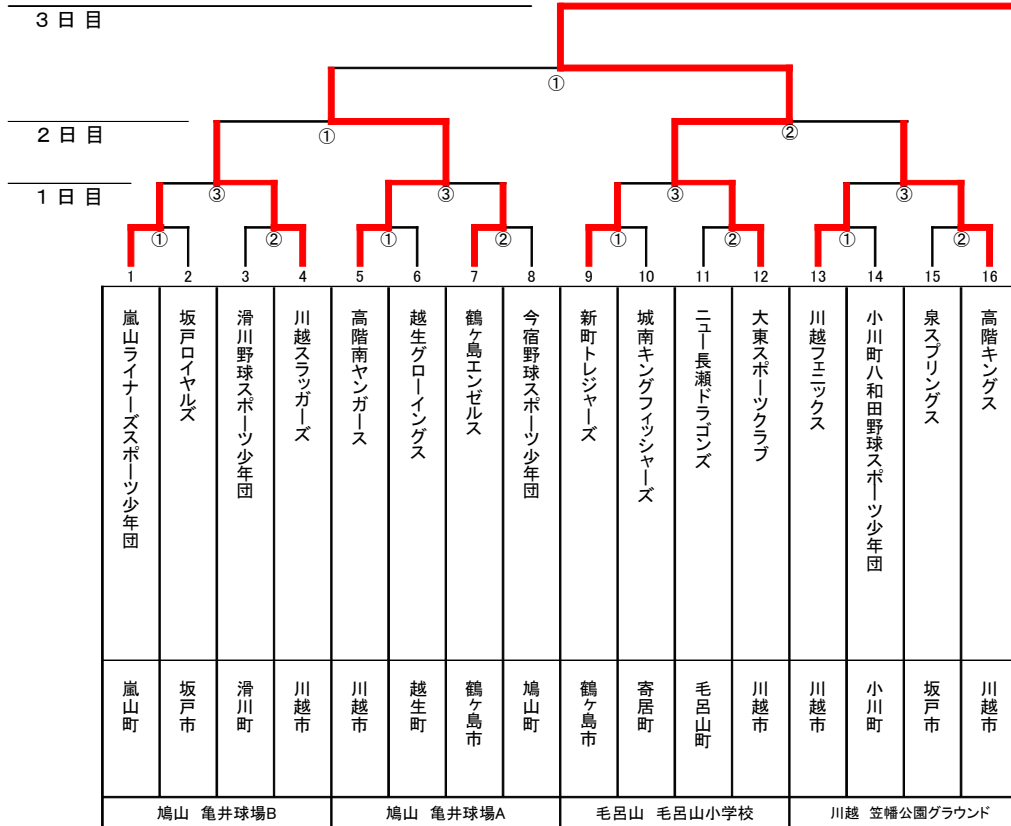 3日目
①
2日目
①
②
1日目
③
③
③
③
①
②
①
②
①
②
①
②
1
2
3
4
5
6
7
8
9
10
11
12
13
14
15
16
嵐山ライナーズスポーツ少年団
坂戸ロイヤルズ
滑川野球スポーツ少年団
川越スラッガーズ
高階南ヤンガース
越生グローイングス
鶴ヶ島エンゼルス
今宿野球スポーツ少年団
新町トレジャーズ
城南キングフィッシャーズ
ニュー長瀬ドラゴンズ
大東スポーツクラブ
川越フェニックス
小川町八和田野球スポーツ少年団
泉スプリングス
高階キングス
嵐山町
坂戸市
滑川町
川越市
川越市
越生町
鶴ヶ島市
鳩山町
鶴ヶ島市
寄居町
毛呂山町
川越市
川越市
小川町
坂戸市
川越市
鳩山 亀井球場B
鳩山 亀井球場A
毛呂山 毛呂山小学校
川越 笠幡公園グラウンド